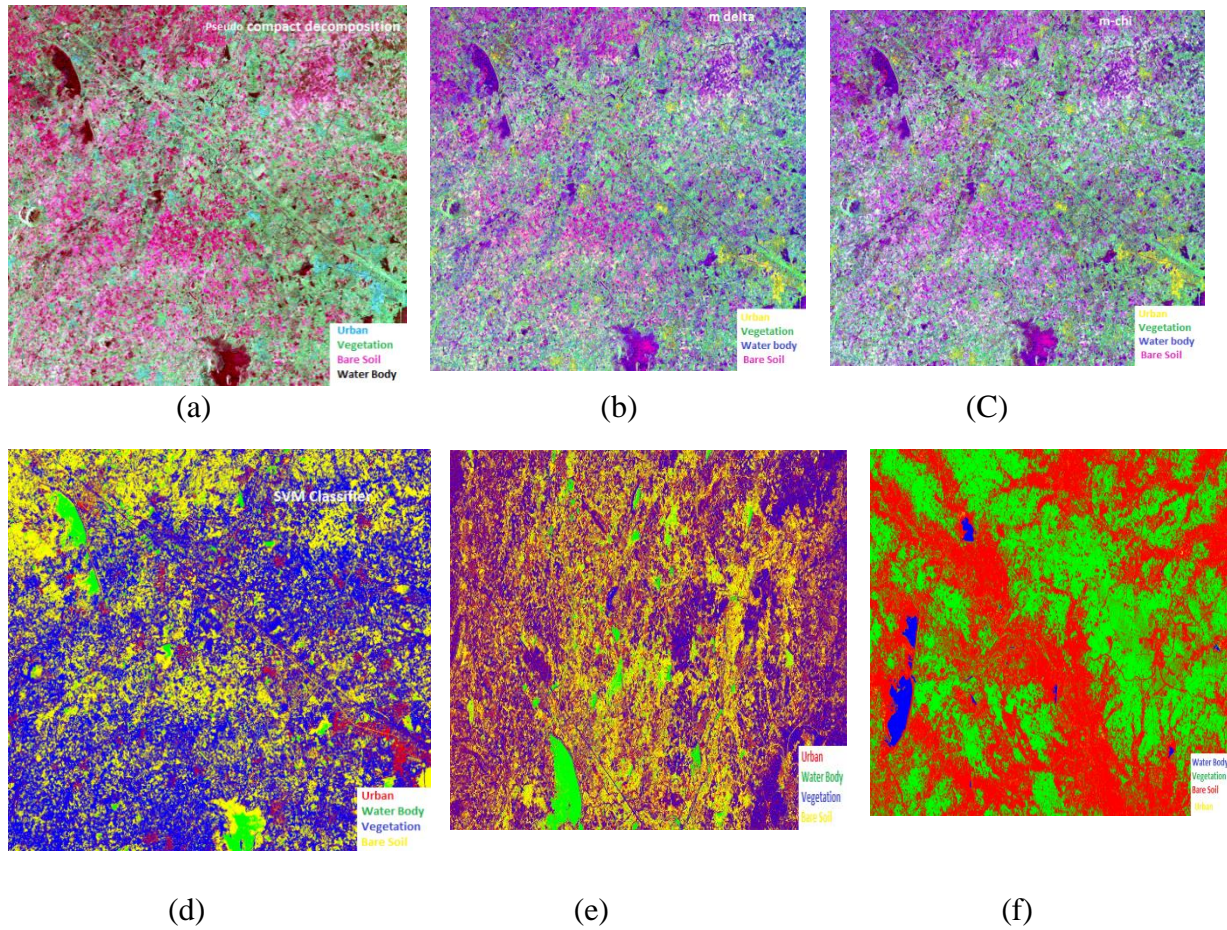 Pseudo compact decomposition
Urban
Vegetation
Bare Soil
Water Body
(a)
m delta
Urban
Vegetation
Water body
Bare Soil
(b)
m-chi
Urban
Vegetation
Water body
Bare Soil
(C)
SVM Classifier
Urban
Water Body
Vegetation
Bare Soil
(d)
Urban
Water Body
Vegetation
Bare Soil
(e)
Water Body
Vegetation
Bare Soil
Urban
(f)